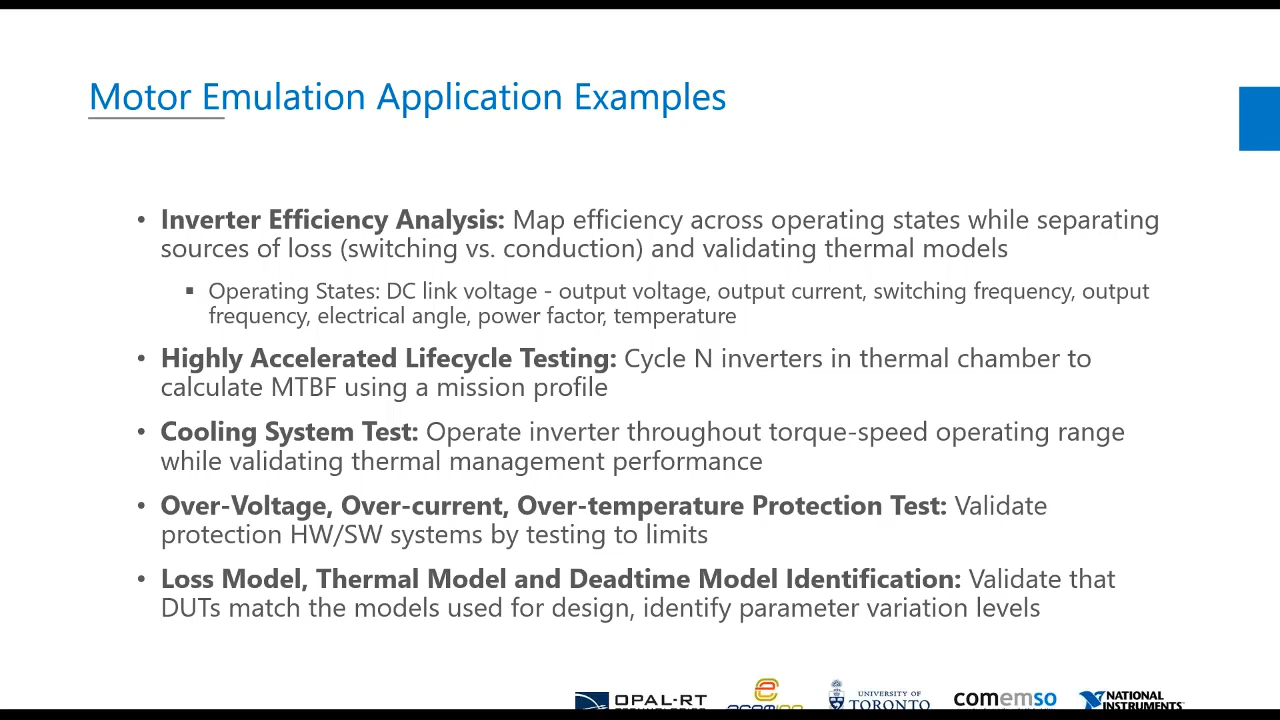 Motor Emulation Application Examples
• Inverter Efficiency Analysis: Map efficiency across operating states while separating
sources of loss (switching vs. conduction) and validating thermal models
▪ Operating States: DC link voltage - output voltage, output current, switching frequency, output
frequency, electrical angle, power factor, temperature
• Highly Accelerated Lifecycle Testing: Cycle N inverters in thermal chamber to
calculate MTBF using a mission profile
• Cooling System Test: Operate inverter throughout torque-speed operating range
while validating thermal management performance
• Over-Voltage, Over-current, Over-temperature Protection Test: Validate
protection HW/SW systems by testing to limits
• Loss Model, Thermal Model and Deadtime Model Identification: Validate that
DUTs match the models used for design, identify parameter variation levels
OPAL-RT
UNIVERSITY OF
TORONTO
comemso
NATIONAL
INSTRUMENTS